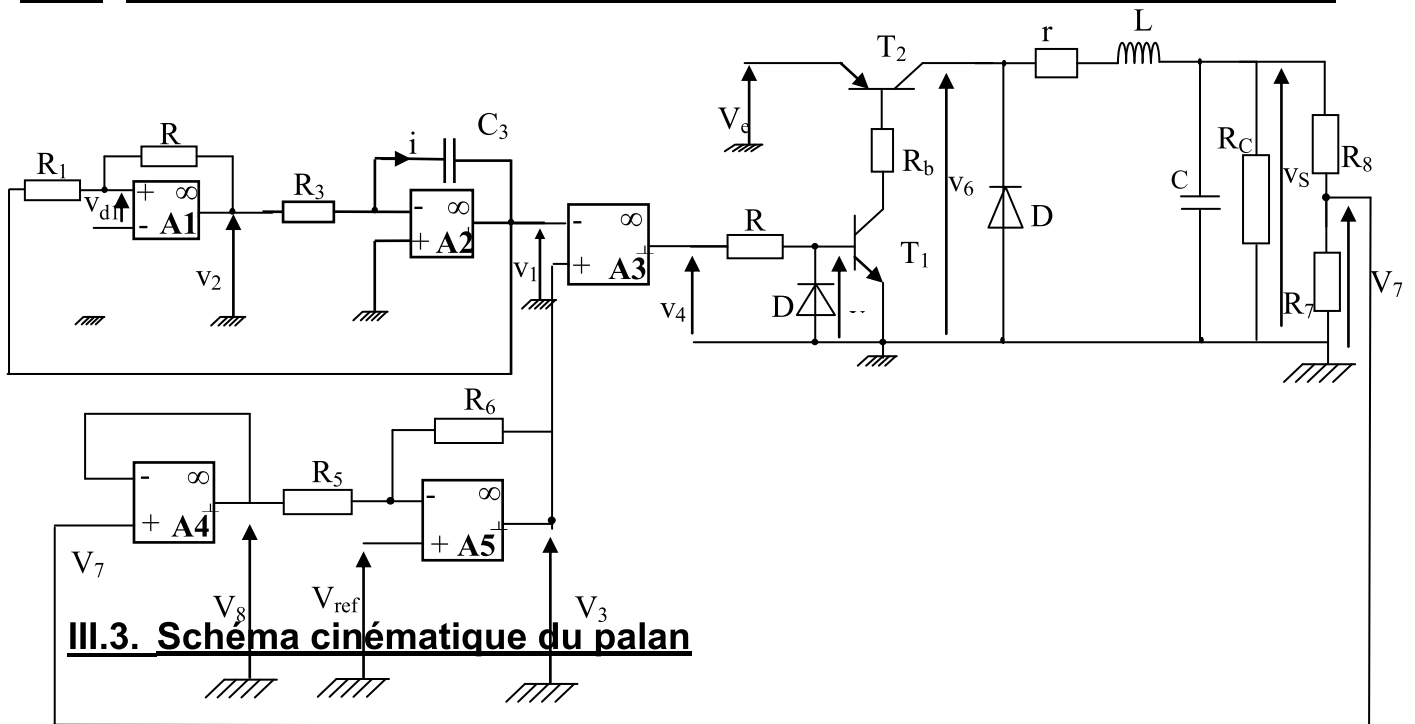 T2
r
L
Ve
Rb
v6
D
C
RC
vS
R8
R7
V7
R1
R
vd1
+
-
∞
A1
v2
R3
i
C3
-
∞
+
A2
v1
-
∞
+
A3
v4
R
D
T1
R6
-
∞
+
A4
R5
-
∞
+
A5
V7
V8
Vref
V3
III.3. Schéma cinématique du palan